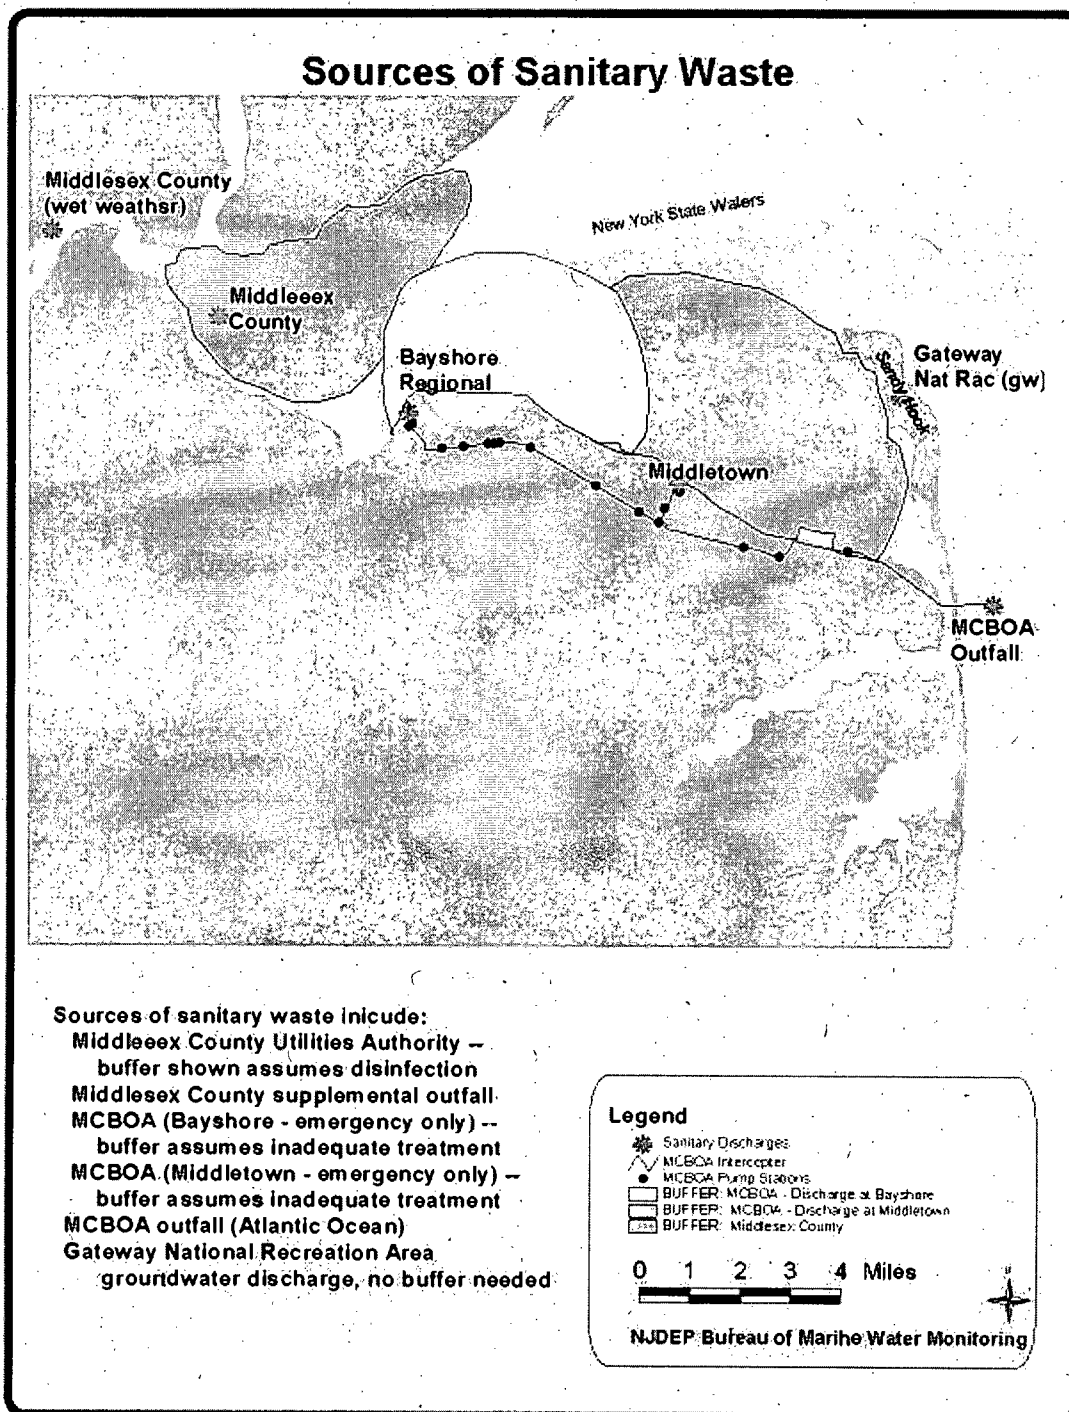 Sources of Sanitary Waste
Middlesex County
(wet weathsr)
New York State Walers
Middleeex
County
Bayshore
Regional
Gateway
Nat Rac (gw)
Sandy Hook
Middletown
MCBOA
Outfall
Sources of sanitary waste inicude:
Middleeex County Utilities Authority --
buffer shown assumes disinfection
Middlesex County supplemental outfall
MCBOA (Bayshore - emergency only) --
buffer assumes inadequate treatment
MCBOA (Middletown - emergency only) --
buffer assumes inadequate treatment
MCBOA outfall (Atlantic Ocean)
Gateway National Recreation Area
groundwater discharge, no buffer needed
Legend
Sanitary Discharges
MCBOA Intercepter
MCBOA Pump Stations
BUFFER: MCBOA - Discharge at Bayshore
BUFFER: MCBOA - Discharge at Middletown
BUFFER: Middlesex County
0 1 2 3 4 Miles
NJDEP Bureau of Marihe Water Monitoring